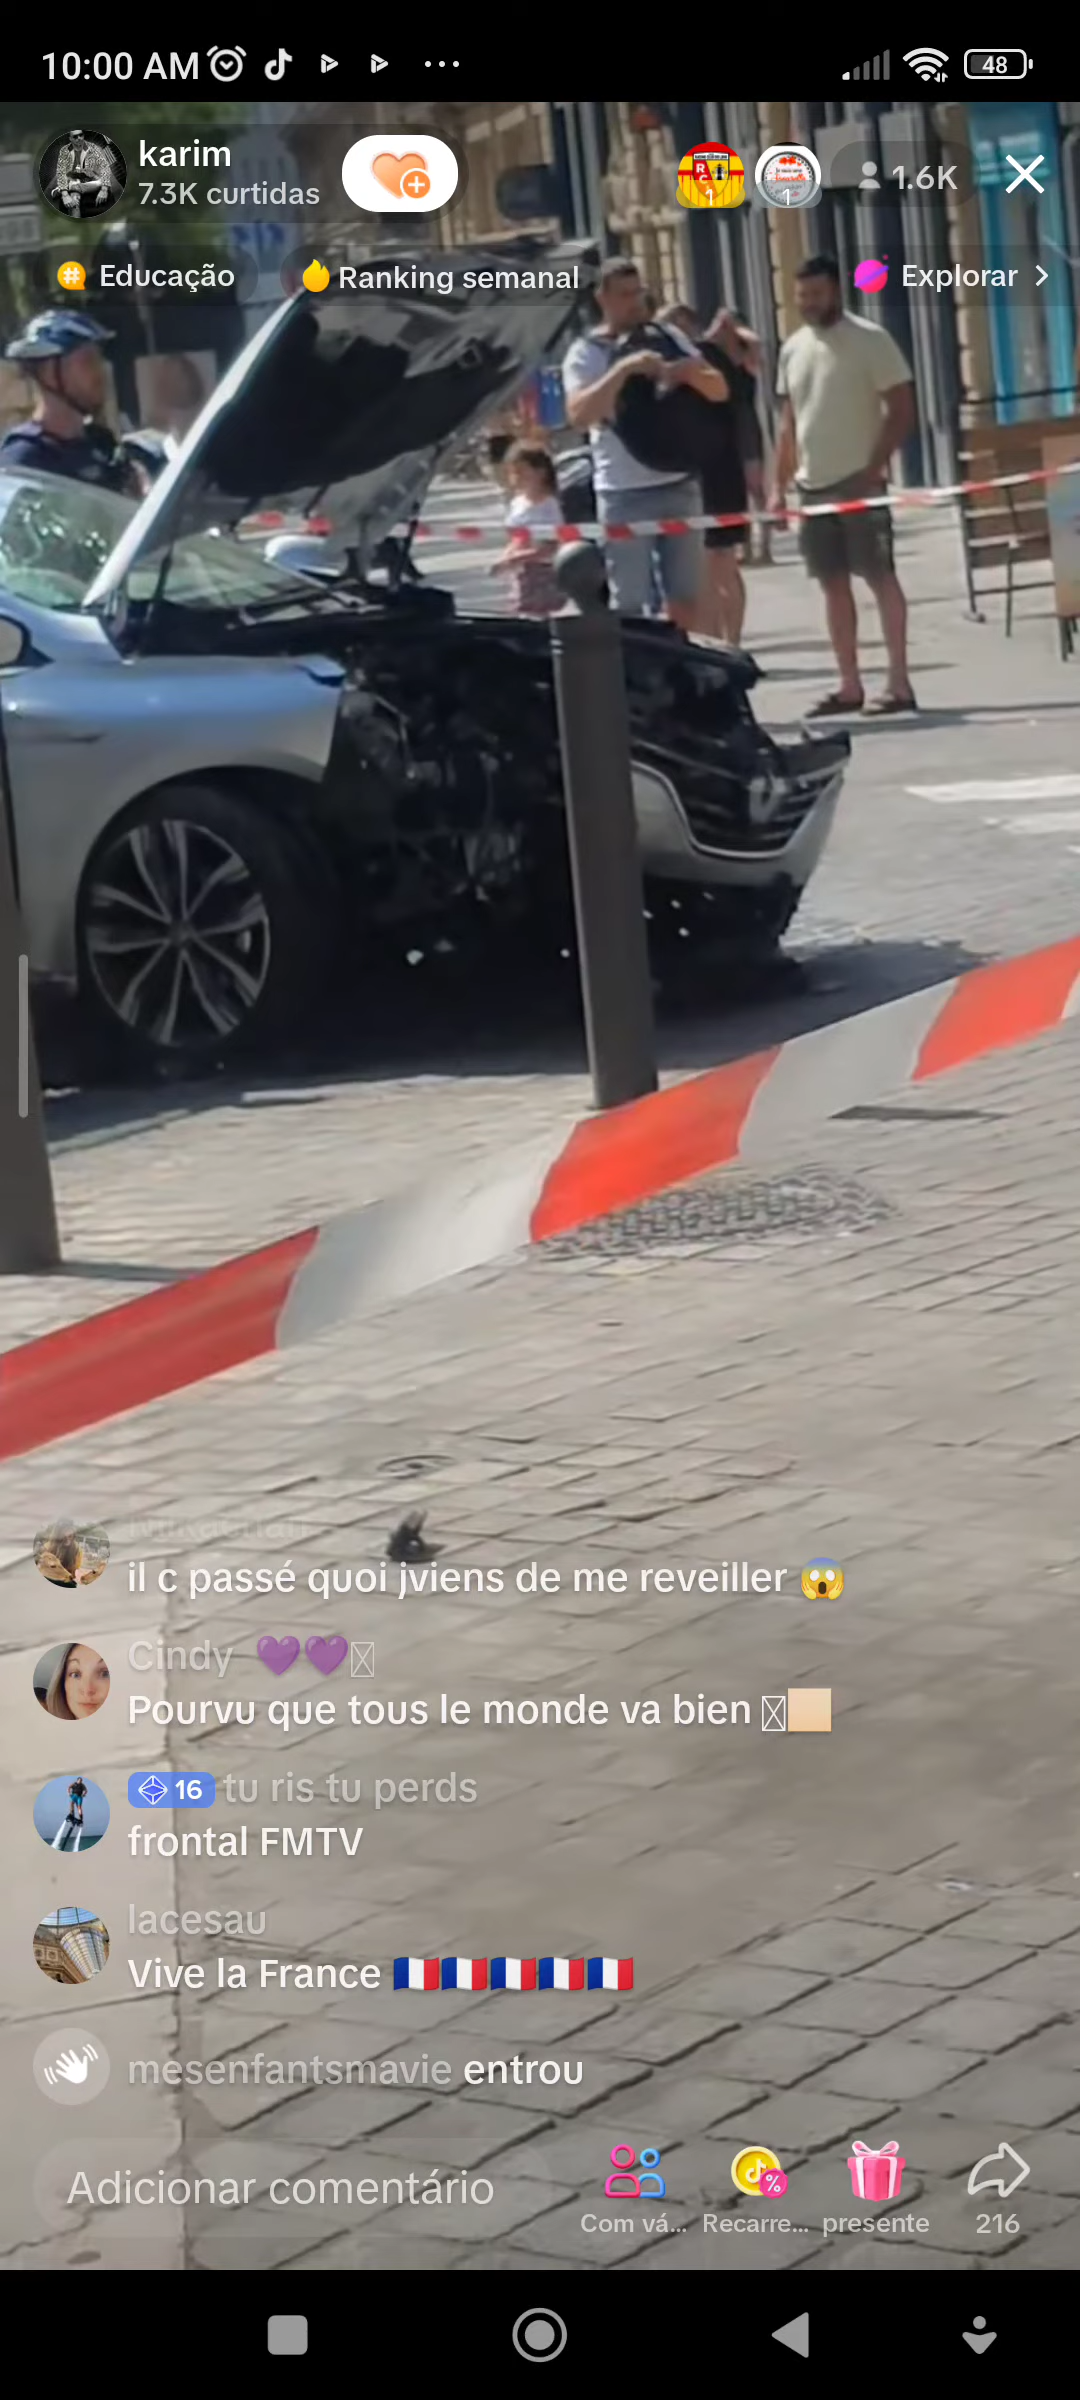 10:00 AM
48
karim
7.3K curtidas
1
1
1.6K
Educação
Ranking semanal
Explorar
il c passé quoi jviens de me reveiller 😱
Cindy 💜💜
Pourvu que tous le monde va bien
16 tu ris tu perds
frontal FMTV
lacesau
Vive la France 🇫🇷🇫🇷🇫🇷🇫🇷🇫🇷
mesenfantsmavie entrou
Adicionar comentário
Com vá...
Recarre...
presente
216